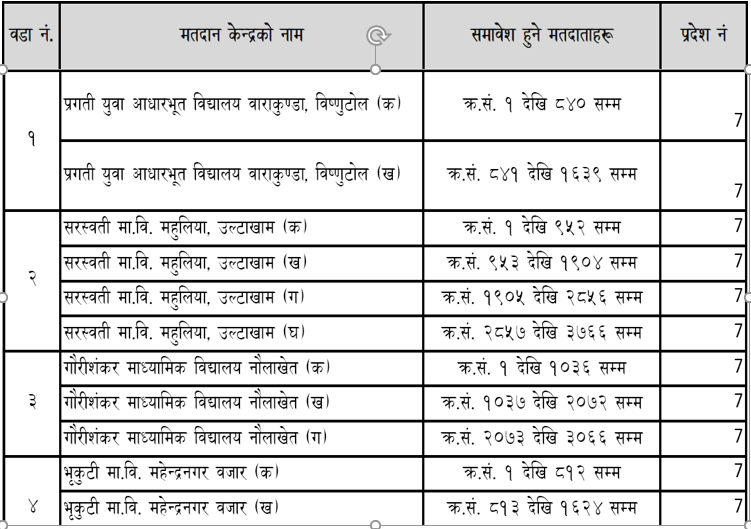 वडा नं. मतदान केन्द्रको नाम समावेश हुने मतदाताहरू प्रदेश नं
१ प्रगती युवा आधारभूत विद्यालय वाराकुण्डा, विष्णुटोल (क) क्र.सं. १ देखि ८४० सम्म 7
प्रगती युवा आधारभूत विद्यालय वाराकुण्डा, विष्णुटोल (ख) क्र.सं. ८४१ देखि १६३९ सम्म 7
२ सरस्वती मा.वि. महुलिया, उल्टाखाम (क) क्र.सं. १ देखि ९५२ सम्म 7
सरस्वती मा.वि. महुलिया, उल्टाखाम (ख) क्र.सं. ९५३ देखि १९०४ सम्म 7
सरस्वती मा.वि. महुलिया, उल्टाखाम (ग) क्र.सं. १९०५ देखि २८५६ सम्म 7
सरस्वती मा.वि. महुलिया, उल्टाखाम (घ) क्र.सं. २८५७ देखि ३७६६ सम्म 7
३ गौरीशंकर माध्यामिक विद्यालय नौलाखेत (क) क्र.सं. १ देखि १०३६ सम्म 7
गौरीशंकर माध्यामिक विद्यालय नौलाखेत (ख) क्र.सं. १०३७ देखि २०७२ सम्म 7
गौरीशंकर माध्यामिक विद्यालय नौलाखेत (ग) क्र.सं. २०७३ देखि ३०६६ सम्म 7
४ भृकुटी मा.वि. महेन्द्रनगर वजार (क) क्र.सं. १ देखि ८१२ सम्म 7
भृकुटी मा.वि. महेन्द्रनगर वजार (ख) क्र.सं. ८१३ देखि १६२४ सम्म 7